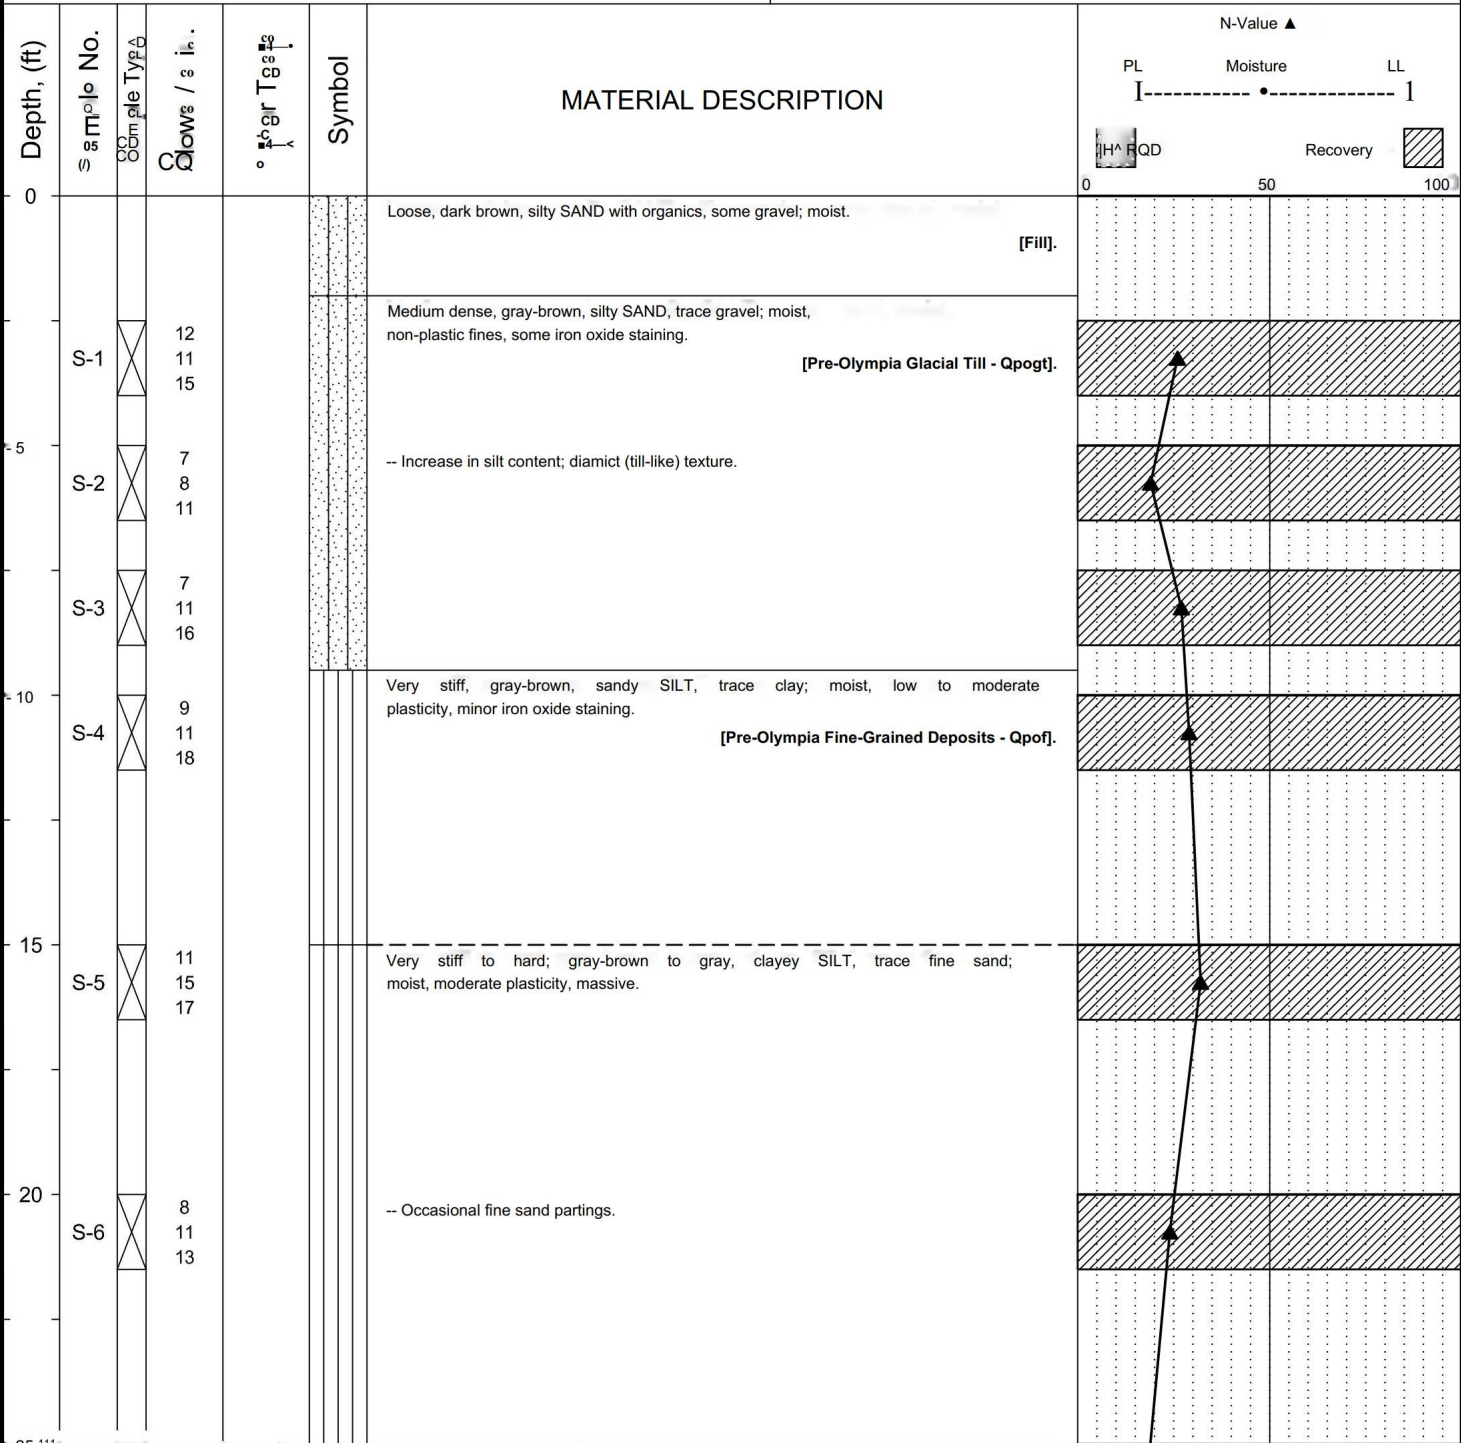 Depth, (ft)
No.
Symbol
MATERIAL DESCRIPTION
N-Value ▲
PL Moisture LL
RQD Recovery
0 50 100
0
Loose, dark brown, silty SAND with organics, some gravel; moist.
[Fill].
Medium dense, gray-brown, silty SAND, trace gravel; moist,
non-plastic fines, some iron oxide staining.
[Pre-Olympia Glacial Till - Qpogt].
S-1
12
11
15
5
-- Increase in silt content; diamict (till-like) texture.
S-2
7
8
11
S-3
7
11
16
10
Very stiff, gray-brown, sandy SILT, trace clay; moist, low to moderate
plasticity, minor iron oxide staining.
[Pre-Olympia Fine-Grained Deposits - Qpof].
S-4
9
11
18
15
Very stiff to hard; gray-brown to gray, clayey SILT, trace fine sand;
moist, moderate plasticity, massive.
S-5
11
15
17
20
-- Occasional fine sand partings.
S-6
8
11
13